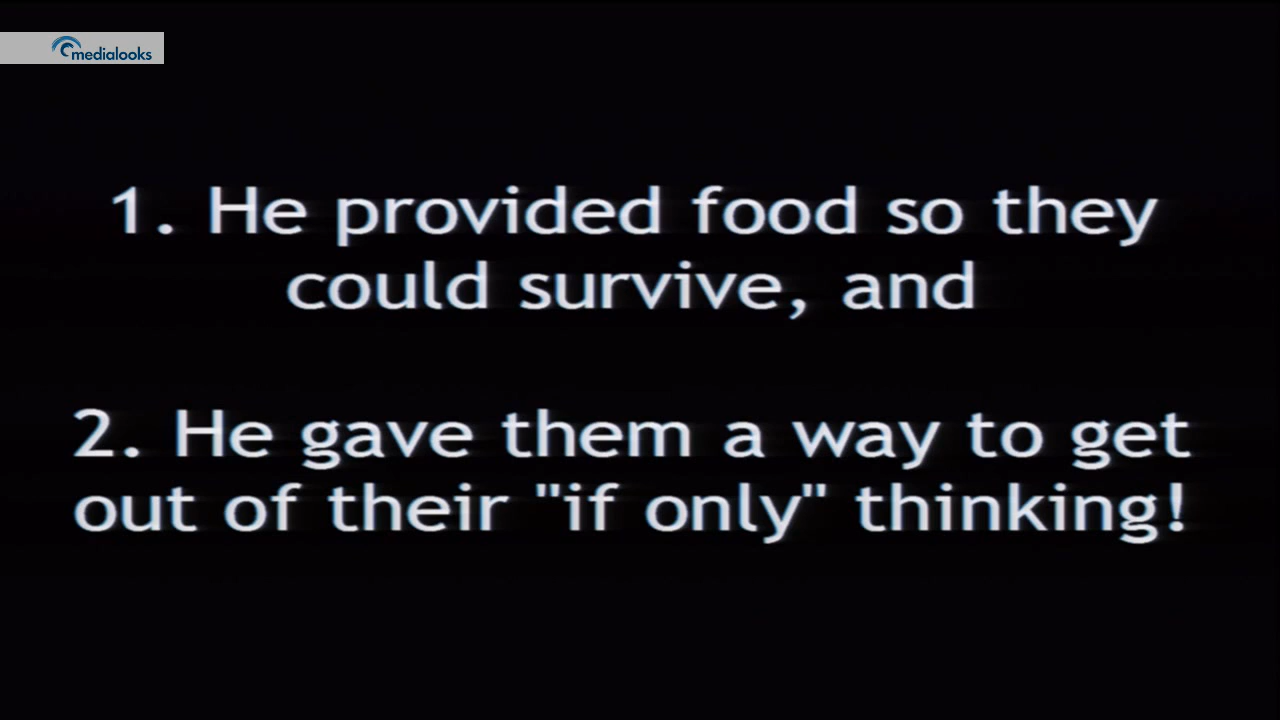 medialooks
1. He provided food so they
could survive, and
2. He gave them a way to get
out of their "if only" thinking!